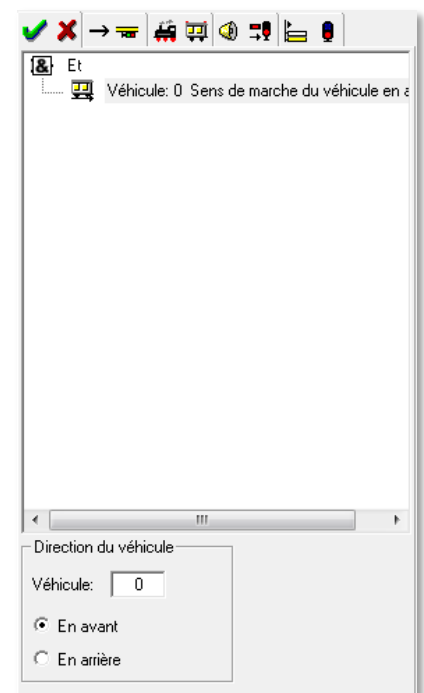 & Et
Véhicule: 0 Sens de marche du véhicule en a
Direction du véhicule
Véhicule: 0
En avant
En arrière